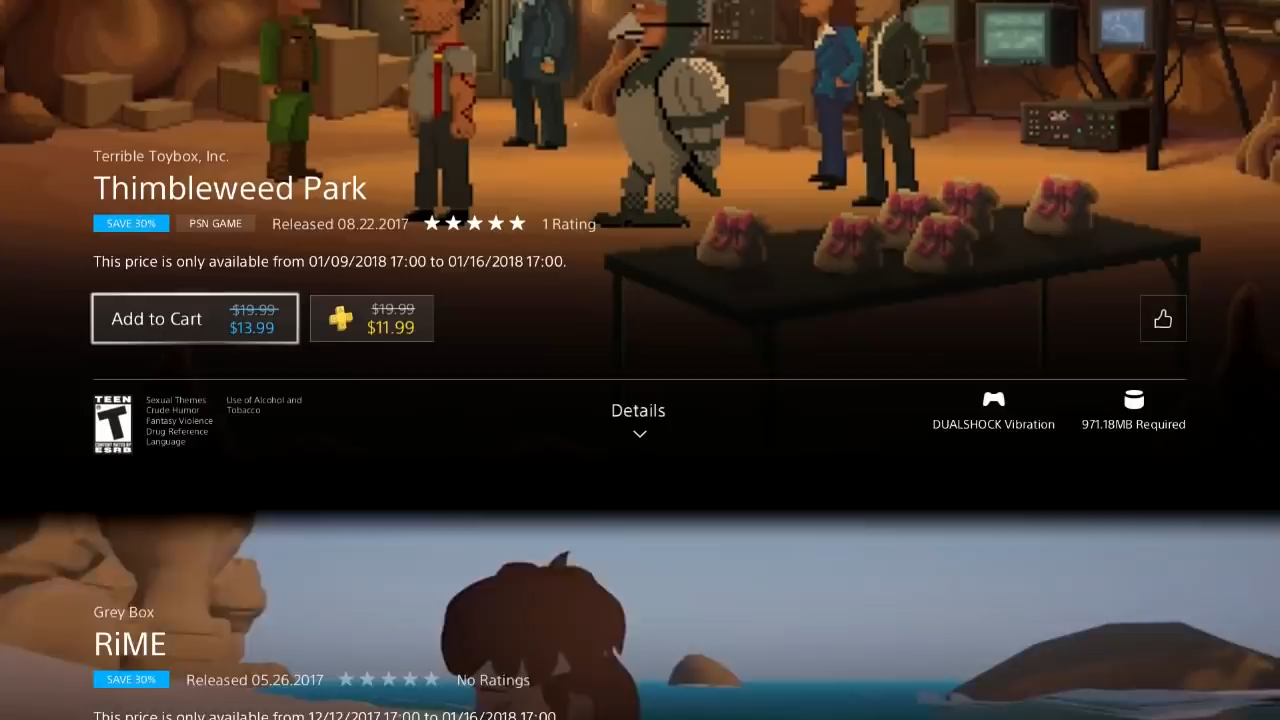 Terrible Toybox, Inc.
Thimbleweed Park
SAVE 30% PSN GAME Released 08.22.2017 1 Rating
This price is only available from 01/09/2018 17:00 to 01/16/2018 17:00.
Add to Cart $19.99 $13.99
$19.99 $11.99
TEEN
T
CONTENT RATED BY
ESRB
Sexual Themes
Crude Humor
Fantasy Violence
Drug Reference
Language
Use of Alcohol and
Tobacco
Details
DUALSHOCK Vibration
971.18MB Required
Grey Box
RiME
SAVE 30% Released 05.26.2017 No Ratings
This price is only available from 12/12/2017 17:00 to 01/16/2018 17:00.